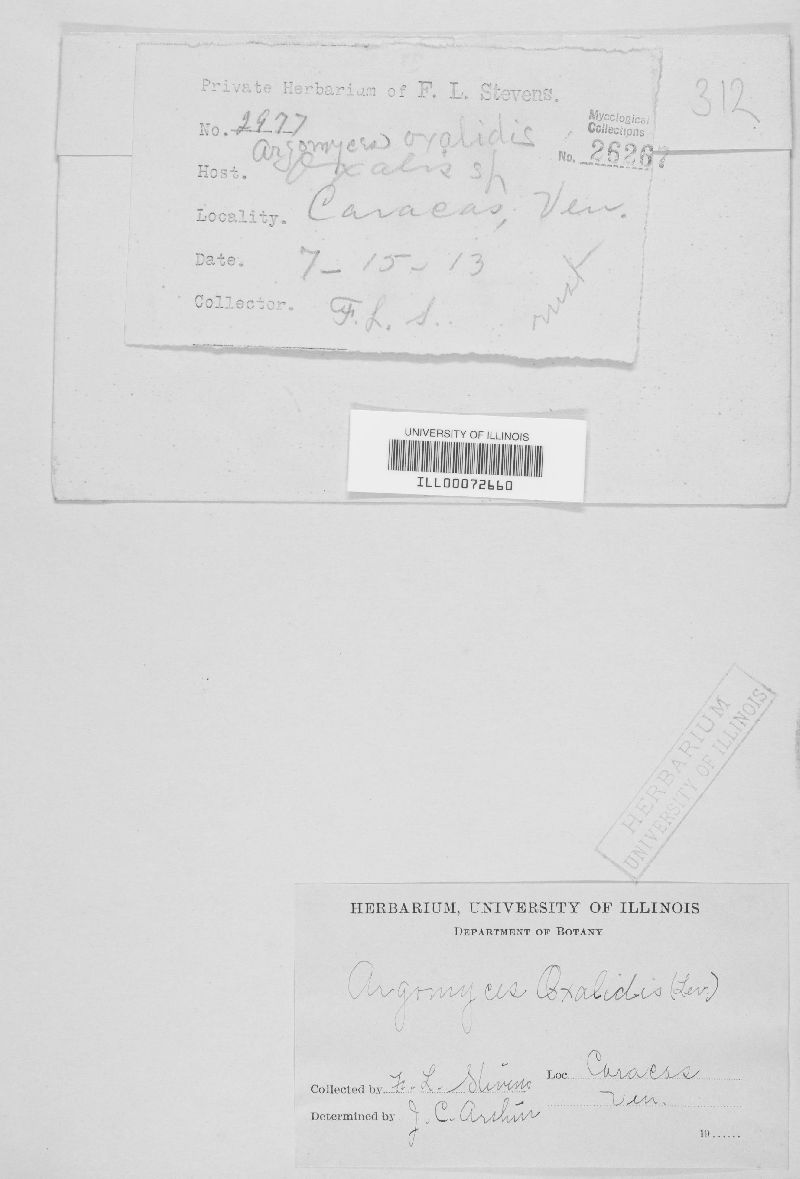 Private Herbarium of F. L. Stevens.
312
No. 2977
Mycological
Collections
No. 26267
Argomyces oxalidis
Host. Oxalis sp
Locality. Caracas, Ven.
Date. 7-15-13
Collector. F. L. S.
rust
UNIVERSITY OF ILLINOIS
ILL00072660
HERBARIUM
UNIVERSITY OF ILLINOIS
HERBARIUM, UNIVERSITY OF ILLINOIS
DEPARTMENT OF BOTANY
Argomyces Oxalidis (Lev.)
Collected by F. L. Stevens Loc. Caracas
Ven.
Determined by J. C. Arthur
19......